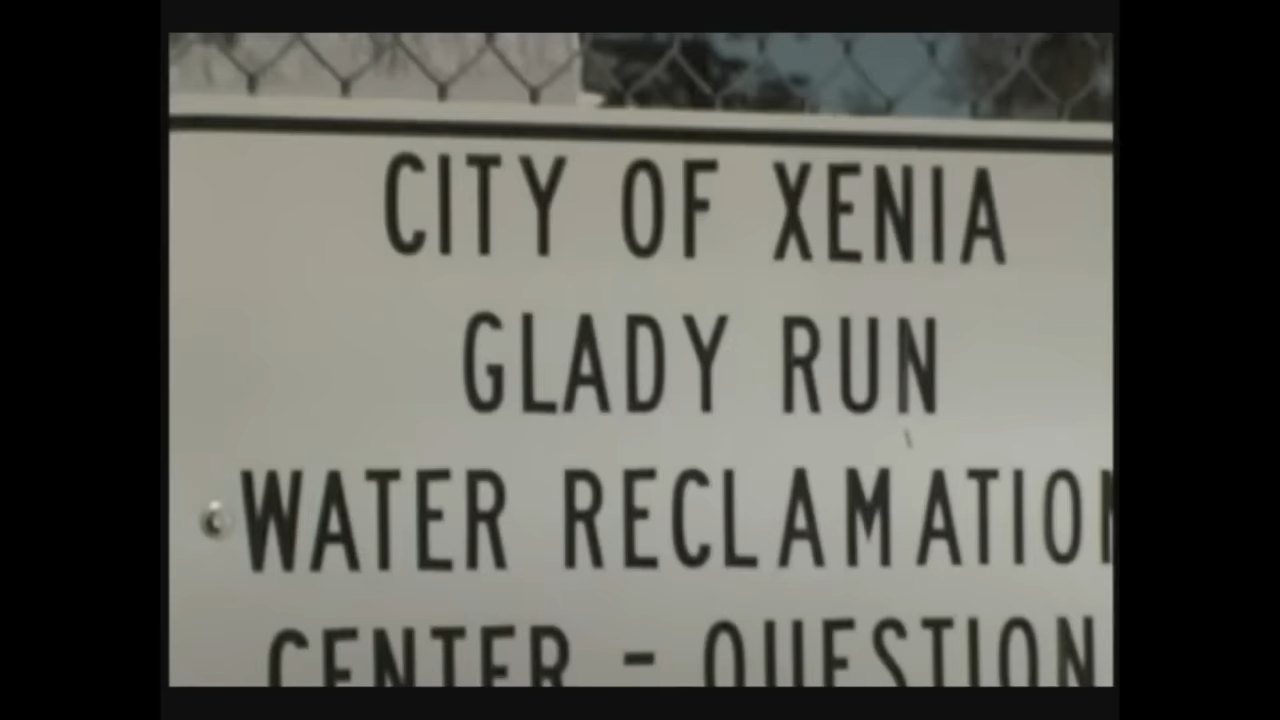 CITY OF XENIA
GLADY RUN
WATER RECLAMATION
CENTER - QUESTION